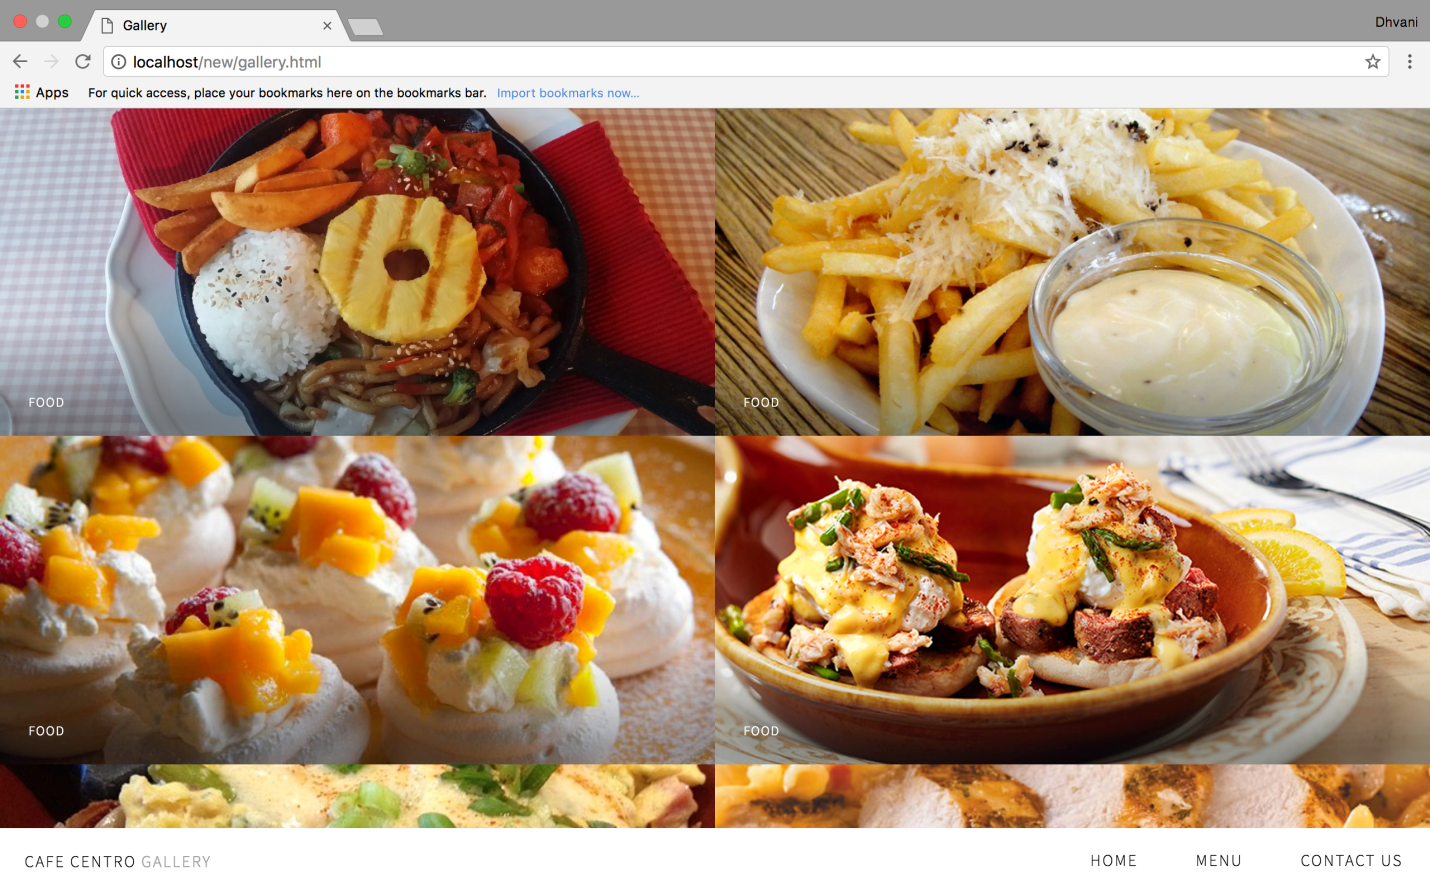 Gallery
Dhvani
localhost/new/gallery.html
Apps For quick access, place your bookmarks here on the bookmarks bar. Import bookmarks now...
FOOD
FOOD
FOOD
FOOD
CAFE CENTRO GALLERY
HOME MENU CONTACT US